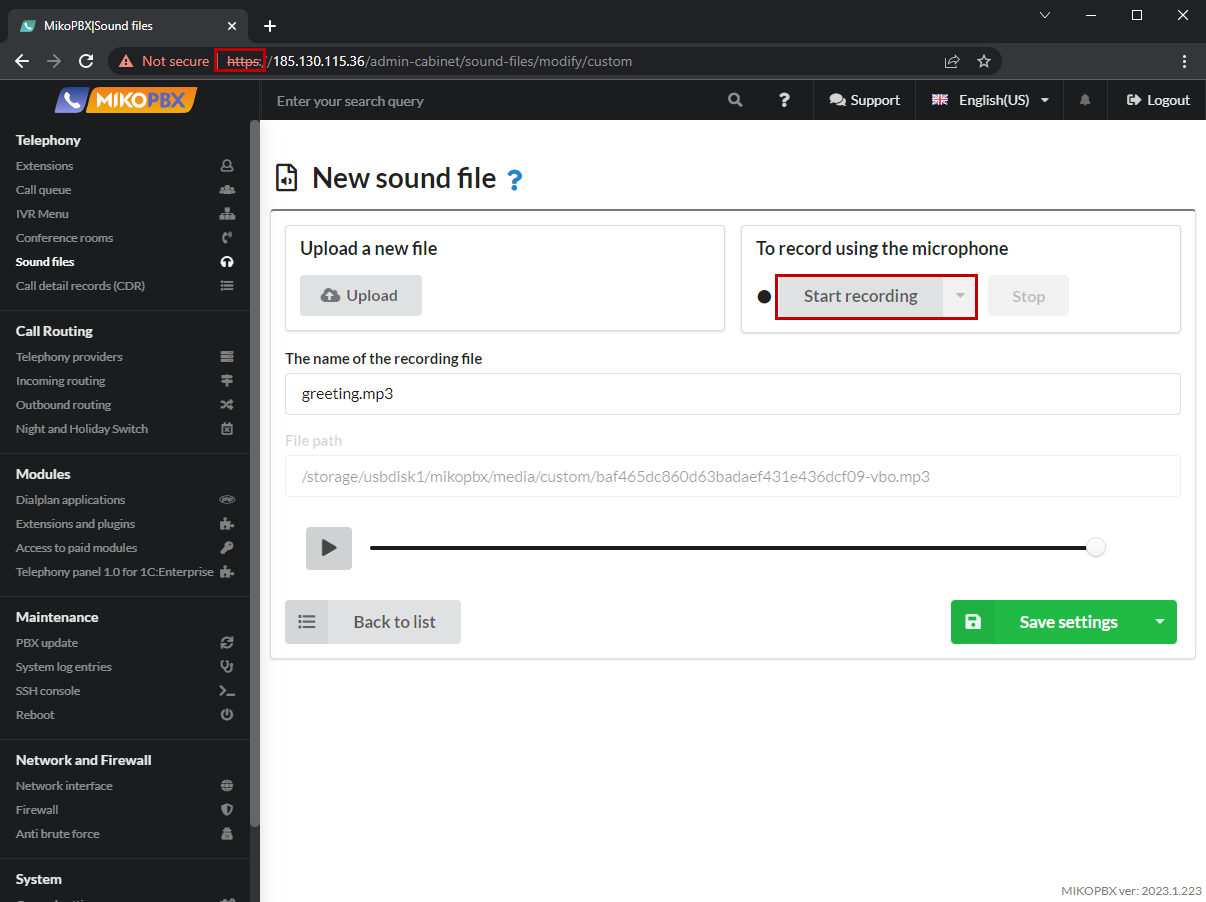 MikoPBX|Sound files
Not secure https://185.130.115.36/admin-cabinet/sound-files/modify/custom
MIKOPBX
Enter your search query
? Support English(US) Logout
Telephony
Extensions
Call queue
IVR Menu
Conference rooms
Sound files
Call detail records (CDR)
Call Routing
Telephony providers
Incoming routing
Outbound routing
Night and Holiday Switch
Modules
Dialplan applications
Extensions and plugins
Access to paid modules
Telephony panel 1.0 for 1C:Enterprise
Maintenance
PBX update
System log entries
SSH console
Reboot
Network and Firewall
Network interface
Firewall
Anti brute force
System
New sound file ?
Upload a new file
Upload
To record using the microphone
Start recording
Stop
The name of the recording file
greeting.mp3
File path
/storage/usbdisk1/mikopbx/media/custom/baf465dc860d63badaef431e436dcf09-vbo.mp3
Back to list
Save settings
MIKOPBX ver: 2023.1.223